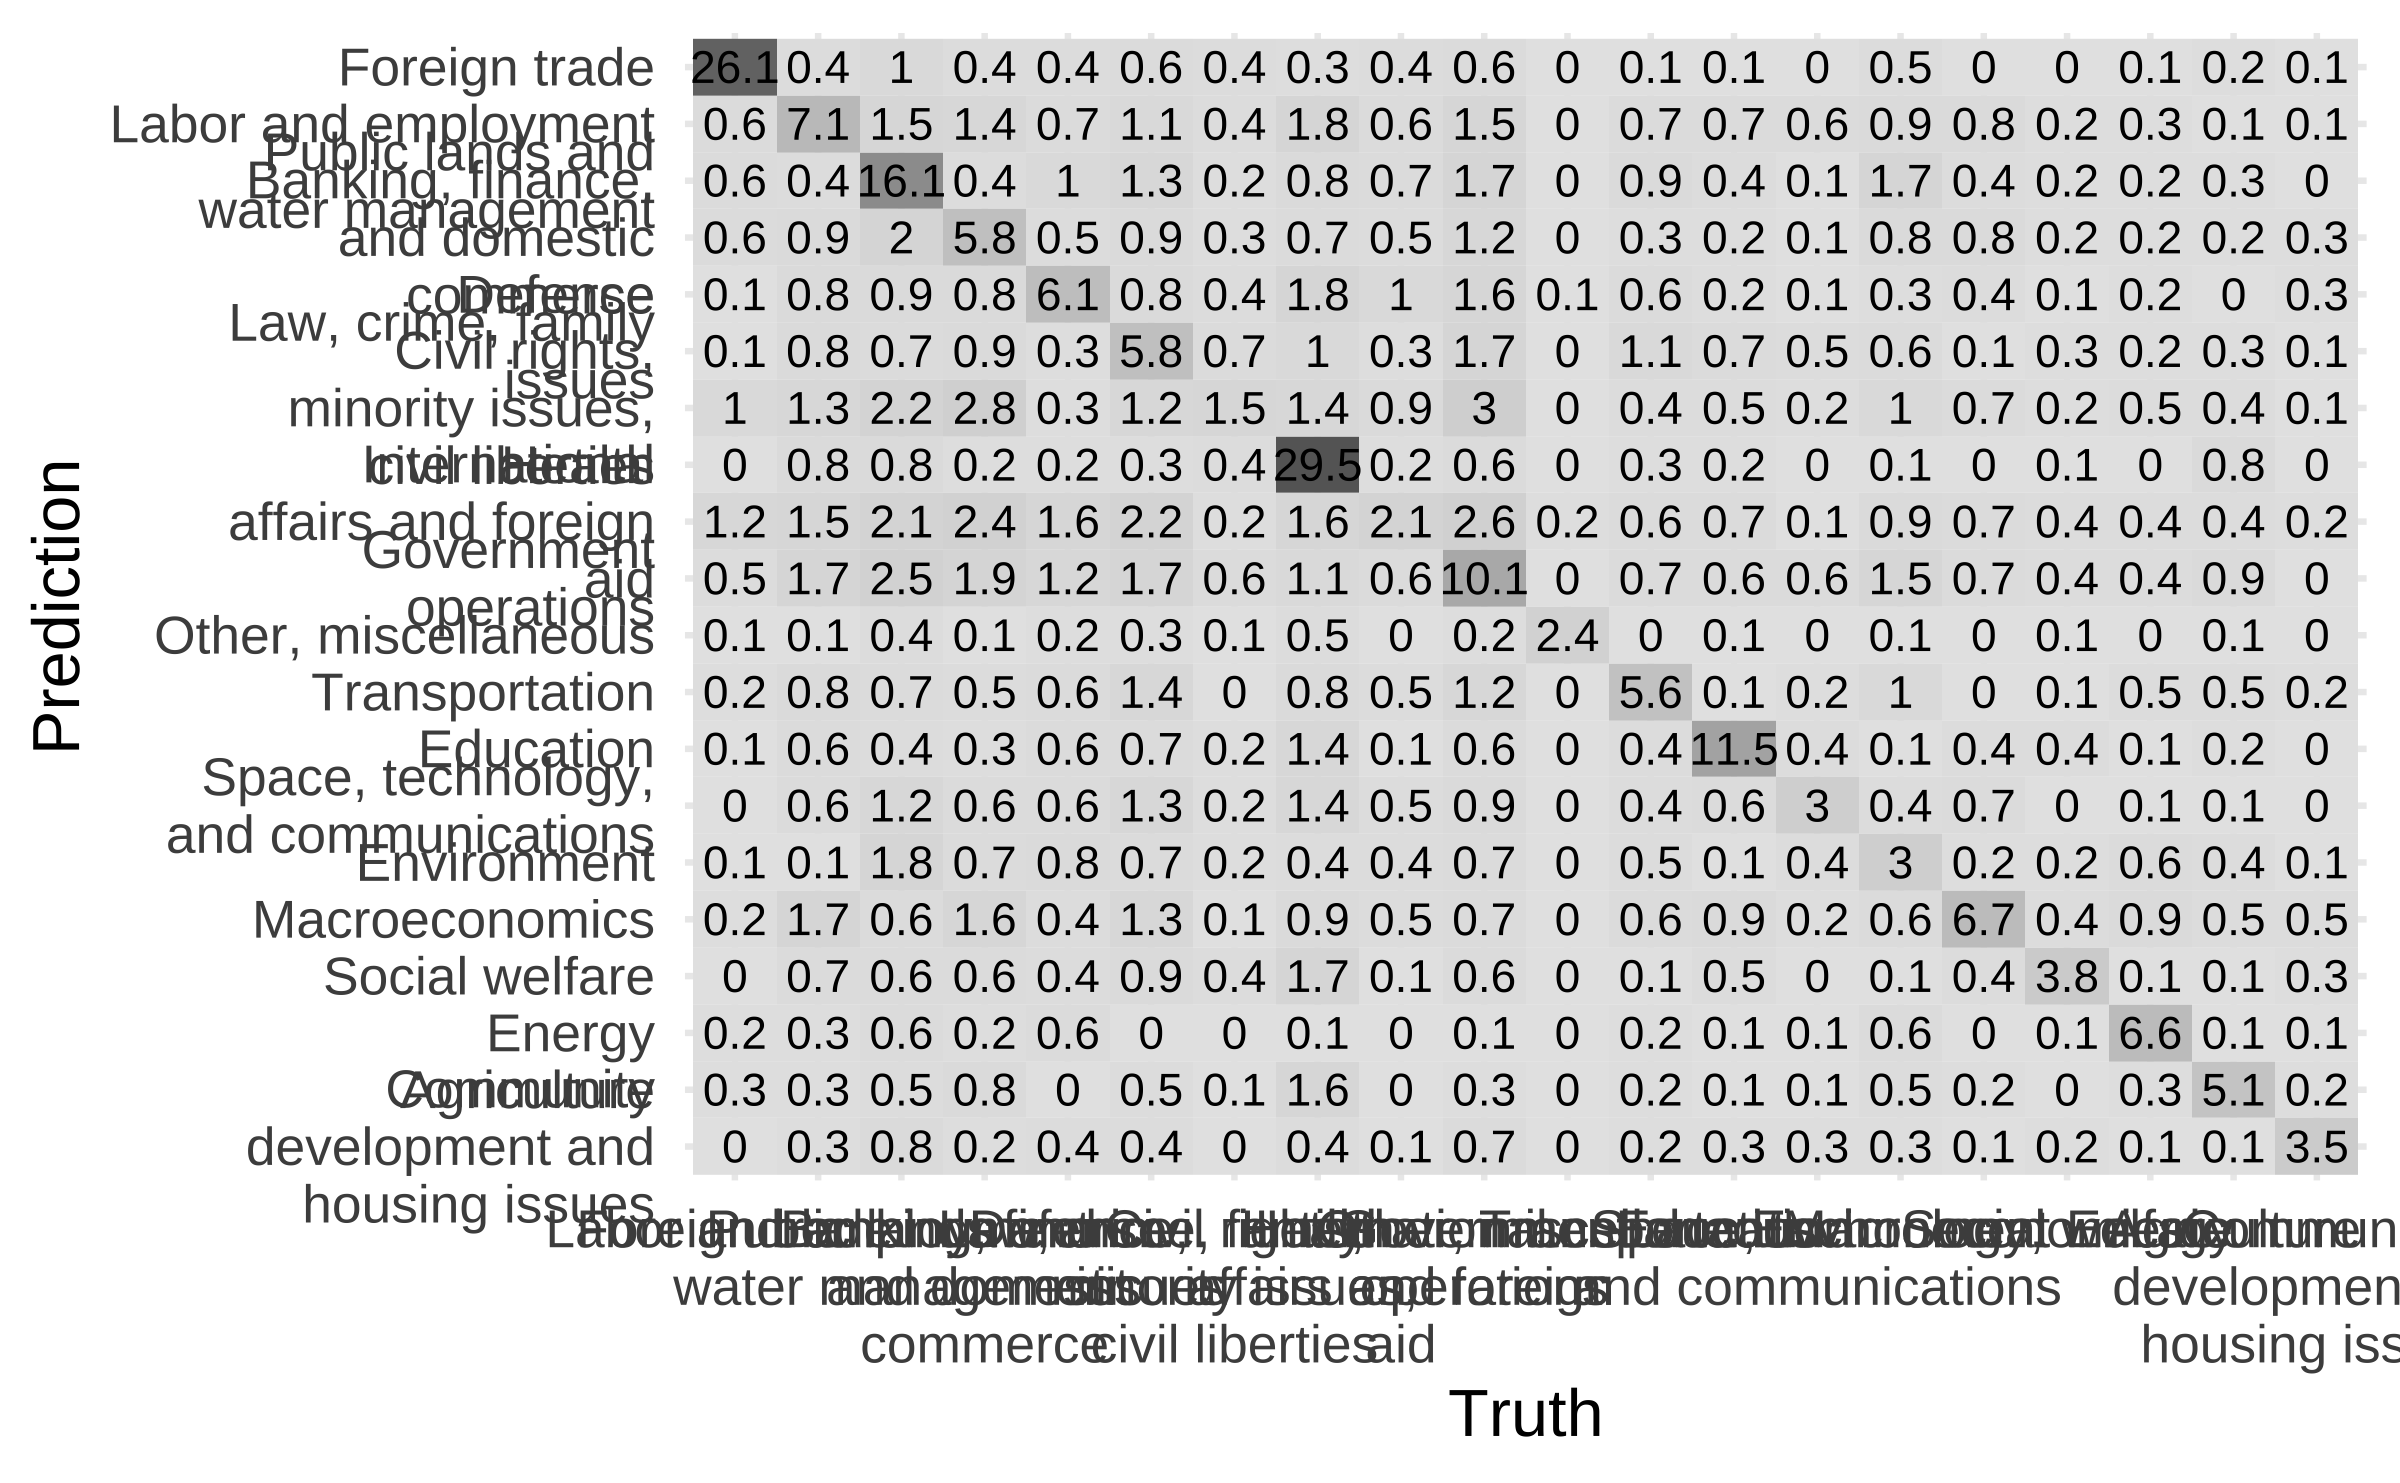 Prediction
Foreign trade
26.1 0.4 1 0.4 0.4 0.6 0.4 0.3 0.4 0.6 0 0.1 0.1 0 0.5 0 0 0.1 0.2 0.1
Labor and employment
0.6 7.1 1.5 1.4 0.7 1.1 0.4 1.8 0.6 1.5 0 0.7 0.7 0.6 0.9 0.8 0.2 0.3 0.1 0.1
Public lands and
water management
0.6 0.4 16.1 0.4 1 1.3 0.2 0.8 0.7 1.7 0 0.9 0.4 0.1 1.7 0.4 0.2 0.2 0.3 0
Banking, finance,
and domestic
commerce
0.6 0.9 2 5.8 0.5 0.9 0.3 0.7 0.5 1.2 0 0.3 0.2 0.1 0.8 0.8 0.2 0.2 0.2 0.3
Defense
0.1 0.8 0.9 0.8 6.1 0.8 0.4 1.8 1 1.6 0.1 0.6 0.2 0.1 0.3 0.4 0.1 0.2 0 0.3
Law, crime, family
issues
0.1 0.8 0.7 0.9 0.3 5.8 0.7 1 0.3 1.7 0 1.1 0.7 0.5 0.6 0.1 0.3 0.2 0.3 0.1
Civil rights,
minority issues,
civil liberties
1 1.3 2.2 2.8 0.3 1.2 1.5 1.4 0.9 3 0 0.4 0.5 0.2 1 0.7 0.2 0.5 0.4 0.1
0 0.8 0.8 0.2 0.2 0.3 0.4 29.5 0.2 0.6 0 0.3 0.2 0 0.1 0 0.1 0 0.8 0
International
affairs and foreign
aid
1.2 1.5 2.1 2.4 1.6 2.2 0.2 1.6 2.1 2.6 0.2 0.6 0.7 0.1 0.9 0.7 0.4 0.4 0.4 0.2
Government
operations
0.5 1.7 2.5 1.9 1.2 1.7 0.6 1.1 0.6 10.1 0 0.7 0.6 0.6 1.5 0.7 0.4 0.4 0.9 0
Other, miscellaneous
0.1 0.1 0.4 0.1 0.2 0.3 0.1 0.5 0 0.2 2.4 0 0.1 0 0.1 0 0.1 0 0.1 0
Transportation
0.2 0.8 0.7 0.5 0.6 1.4 0 0.8 0.5 1.2 0 5.6 0.1 0.2 1 0 0.1 0.5 0.5 0.2
Education
0.1 0.6 0.4 0.3 0.6 0.7 0.2 1.4 0.1 0.6 0 0.4 11.5 0.4 0.1 0.4 0.4 0.1 0.2 0
Space, technology,
and communications
0 0.6 1.2 0.6 0.6 1.3 0.2 1.4 0.5 0.9 0 0.4 0.6 3 0.4 0.7 0 0.1 0.1 0
Environment
0.1 0.1 1.8 0.7 0.8 0.7 0.2 0.4 0.4 0.7 0 0.5 0.1 0.4 3 0.2 0.2 0.6 0.4 0.1
Macroeconomics
0.2 1.7 0.6 1.6 0.4 1.3 0.1 0.9 0.5 0.7 0 0.6 0.9 0.2 0.6 6.7 0.4 0.9 0.5 0.5
Social welfare
0 0.7 0.6 0.6 0.4 0.9 0.4 1.7 0.1 0.6 0 0.1 0.5 0 0.1 0.4 3.8 0.1 0.1 0.3
Energy
0.2 0.3 0.6 0.2 0.6 0 0 0.1 0 0.1 0 0.2 0.1 0.1 0.6 0 0.1 6.6 0.1 0.1
Agriculture
0.3 0.3 0.5 0.8 0 0.5 0.1 1.6 0 0.3 0 0.2 0.1 0.1 0.5 0.2 0 0.3 5.1 0.2
Community
development and
housing issues
0 0.3 0.8 0.2 0.4 0.4 0 0.4 0.1 0.7 0 0.2 0.3 0.3 0.3 0.1 0.2 0.1 0.1 3.5
water
and communications
commerce
civil liberties
aid
housing
Truth